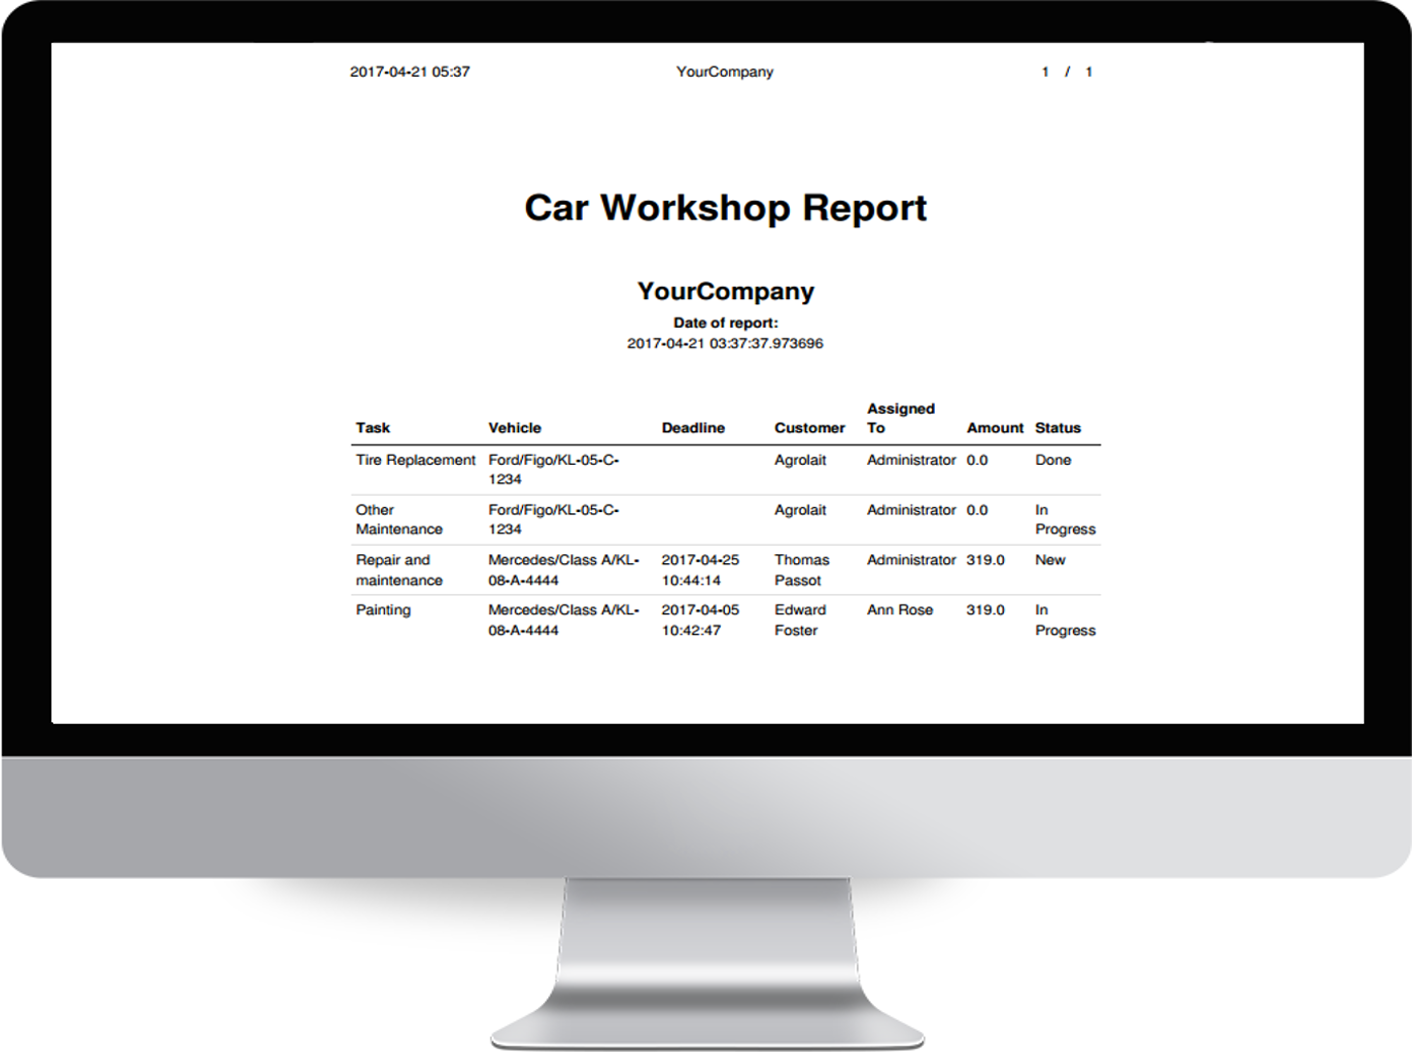 2017-04-21 05:37 YourCompany 1 / 1
Car Workshop Report
YourCompany
Date of report:
2017-04-21 03:37:37.973696
Assigned
Task Vehicle Deadline Customer To Amount Status
Tire Replacement Ford/Figo/KL-05-C- Agrolait Administrator 0.0 Done
1234
Other Ford/Figo/KL-05-C- Agrolait Administrator 0.0 In
Maintenance 1234 Progress
Repair and Mercedes/Class A/KL- 2017-04-25 Thomas Administrator 319.0 New
maintenance 08-A-4444 10:44:14 Passot
Painting Mercedes/Class A/KL- 2017-04-05 Edward Ann Rose 319.0 In
08-A-4444 10:42:47 Foster Progress